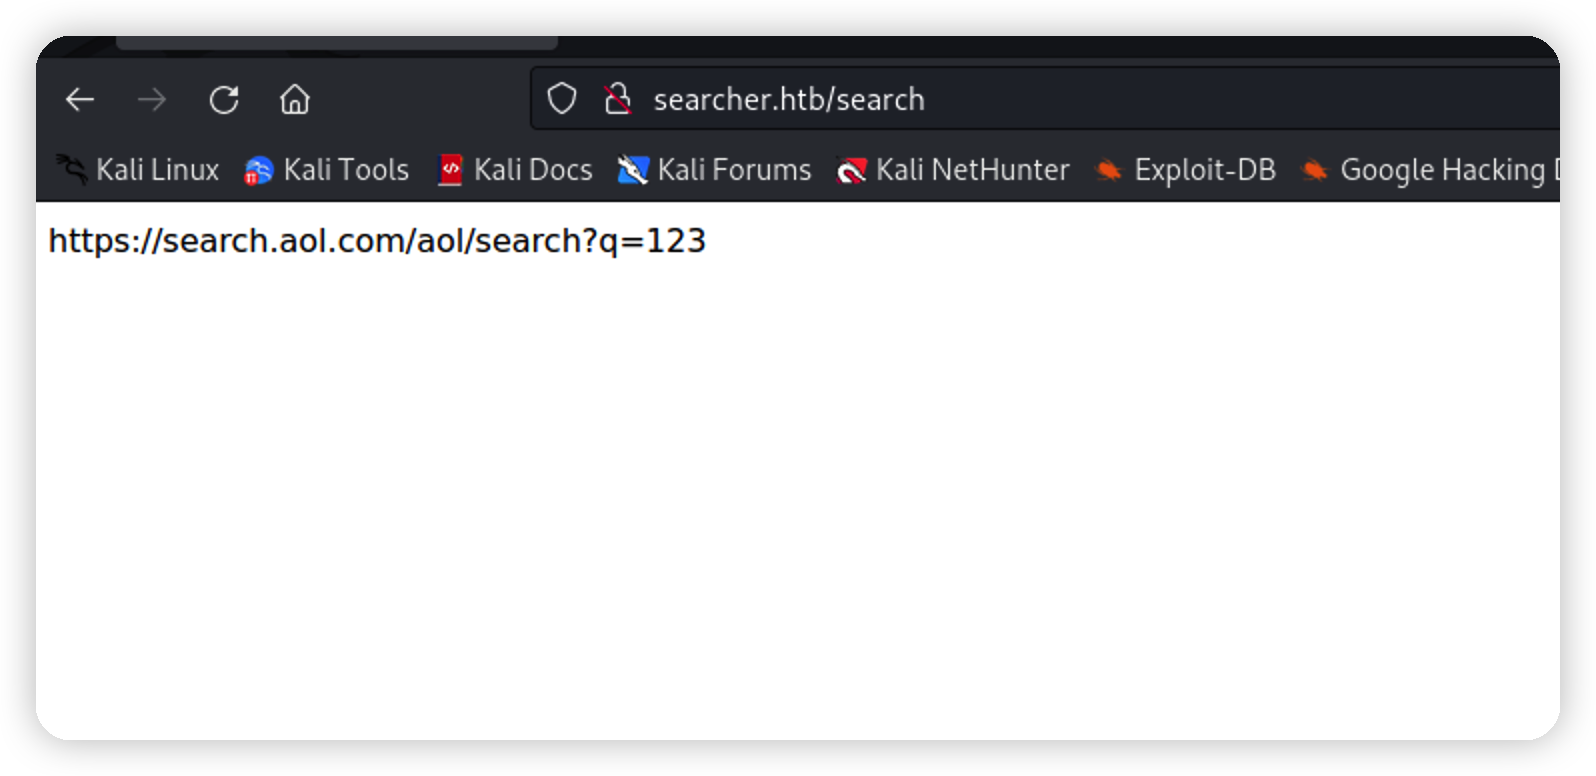 searcher.htb/search
Kali Linux Kali Tools Kali Docs Kali Forums Kali NetHunter Exploit-DB Google Hacking
https://search.aol.com/aol/search?q=123